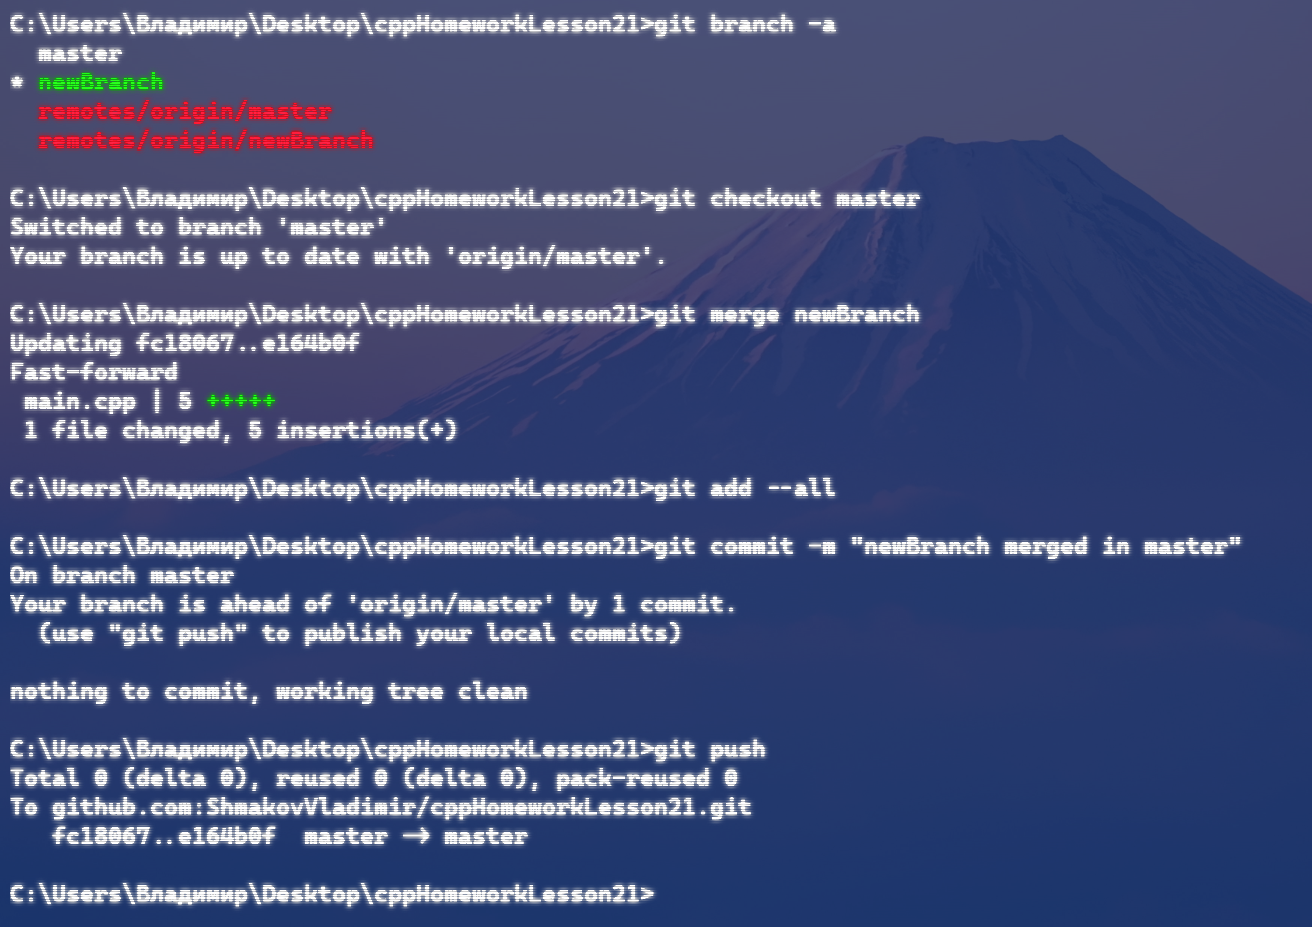 C:\Users\Владимир\Desktop\cppHomeworkLesson21>git branch -a
  master
* newBranch
  remotes/origin/master
  remotes/origin/newBranch

C:\Users\Владимир\Desktop\cppHomeworkLesson21>git checkout master
Switched to branch 'master'
Your branch is up to date with 'origin/master'.

C:\Users\Владимир\Desktop\cppHomeworkLesson21>git merge newBranch
Updating fc18067..e164b0f
Fast-forward
 main.cpp | 5 +++++
 1 file changed, 5 insertions(+)

C:\Users\Владимир\Desktop\cppHomeworkLesson21>git add --all

C:\Users\Владимир\Desktop\cppHomeworkLesson21>git commit -m "newBranch merged in master"
On branch master
Your branch is ahead of 'origin/master' by 1 commit.
  (use "git push" to publish your local commits)

nothing to commit, working tree clean

C:\Users\Владимир\Desktop\cppHomeworkLesson21>git push
Total 0 (delta 0), reused 0 (delta 0), pack-reused 0
To github.com:ShmakovVladimir/cppHomeworkLesson21.git
   fc18067..e164b0f  master -> master

C:\Users\Владимир\Desktop\cppHomeworkLesson21>